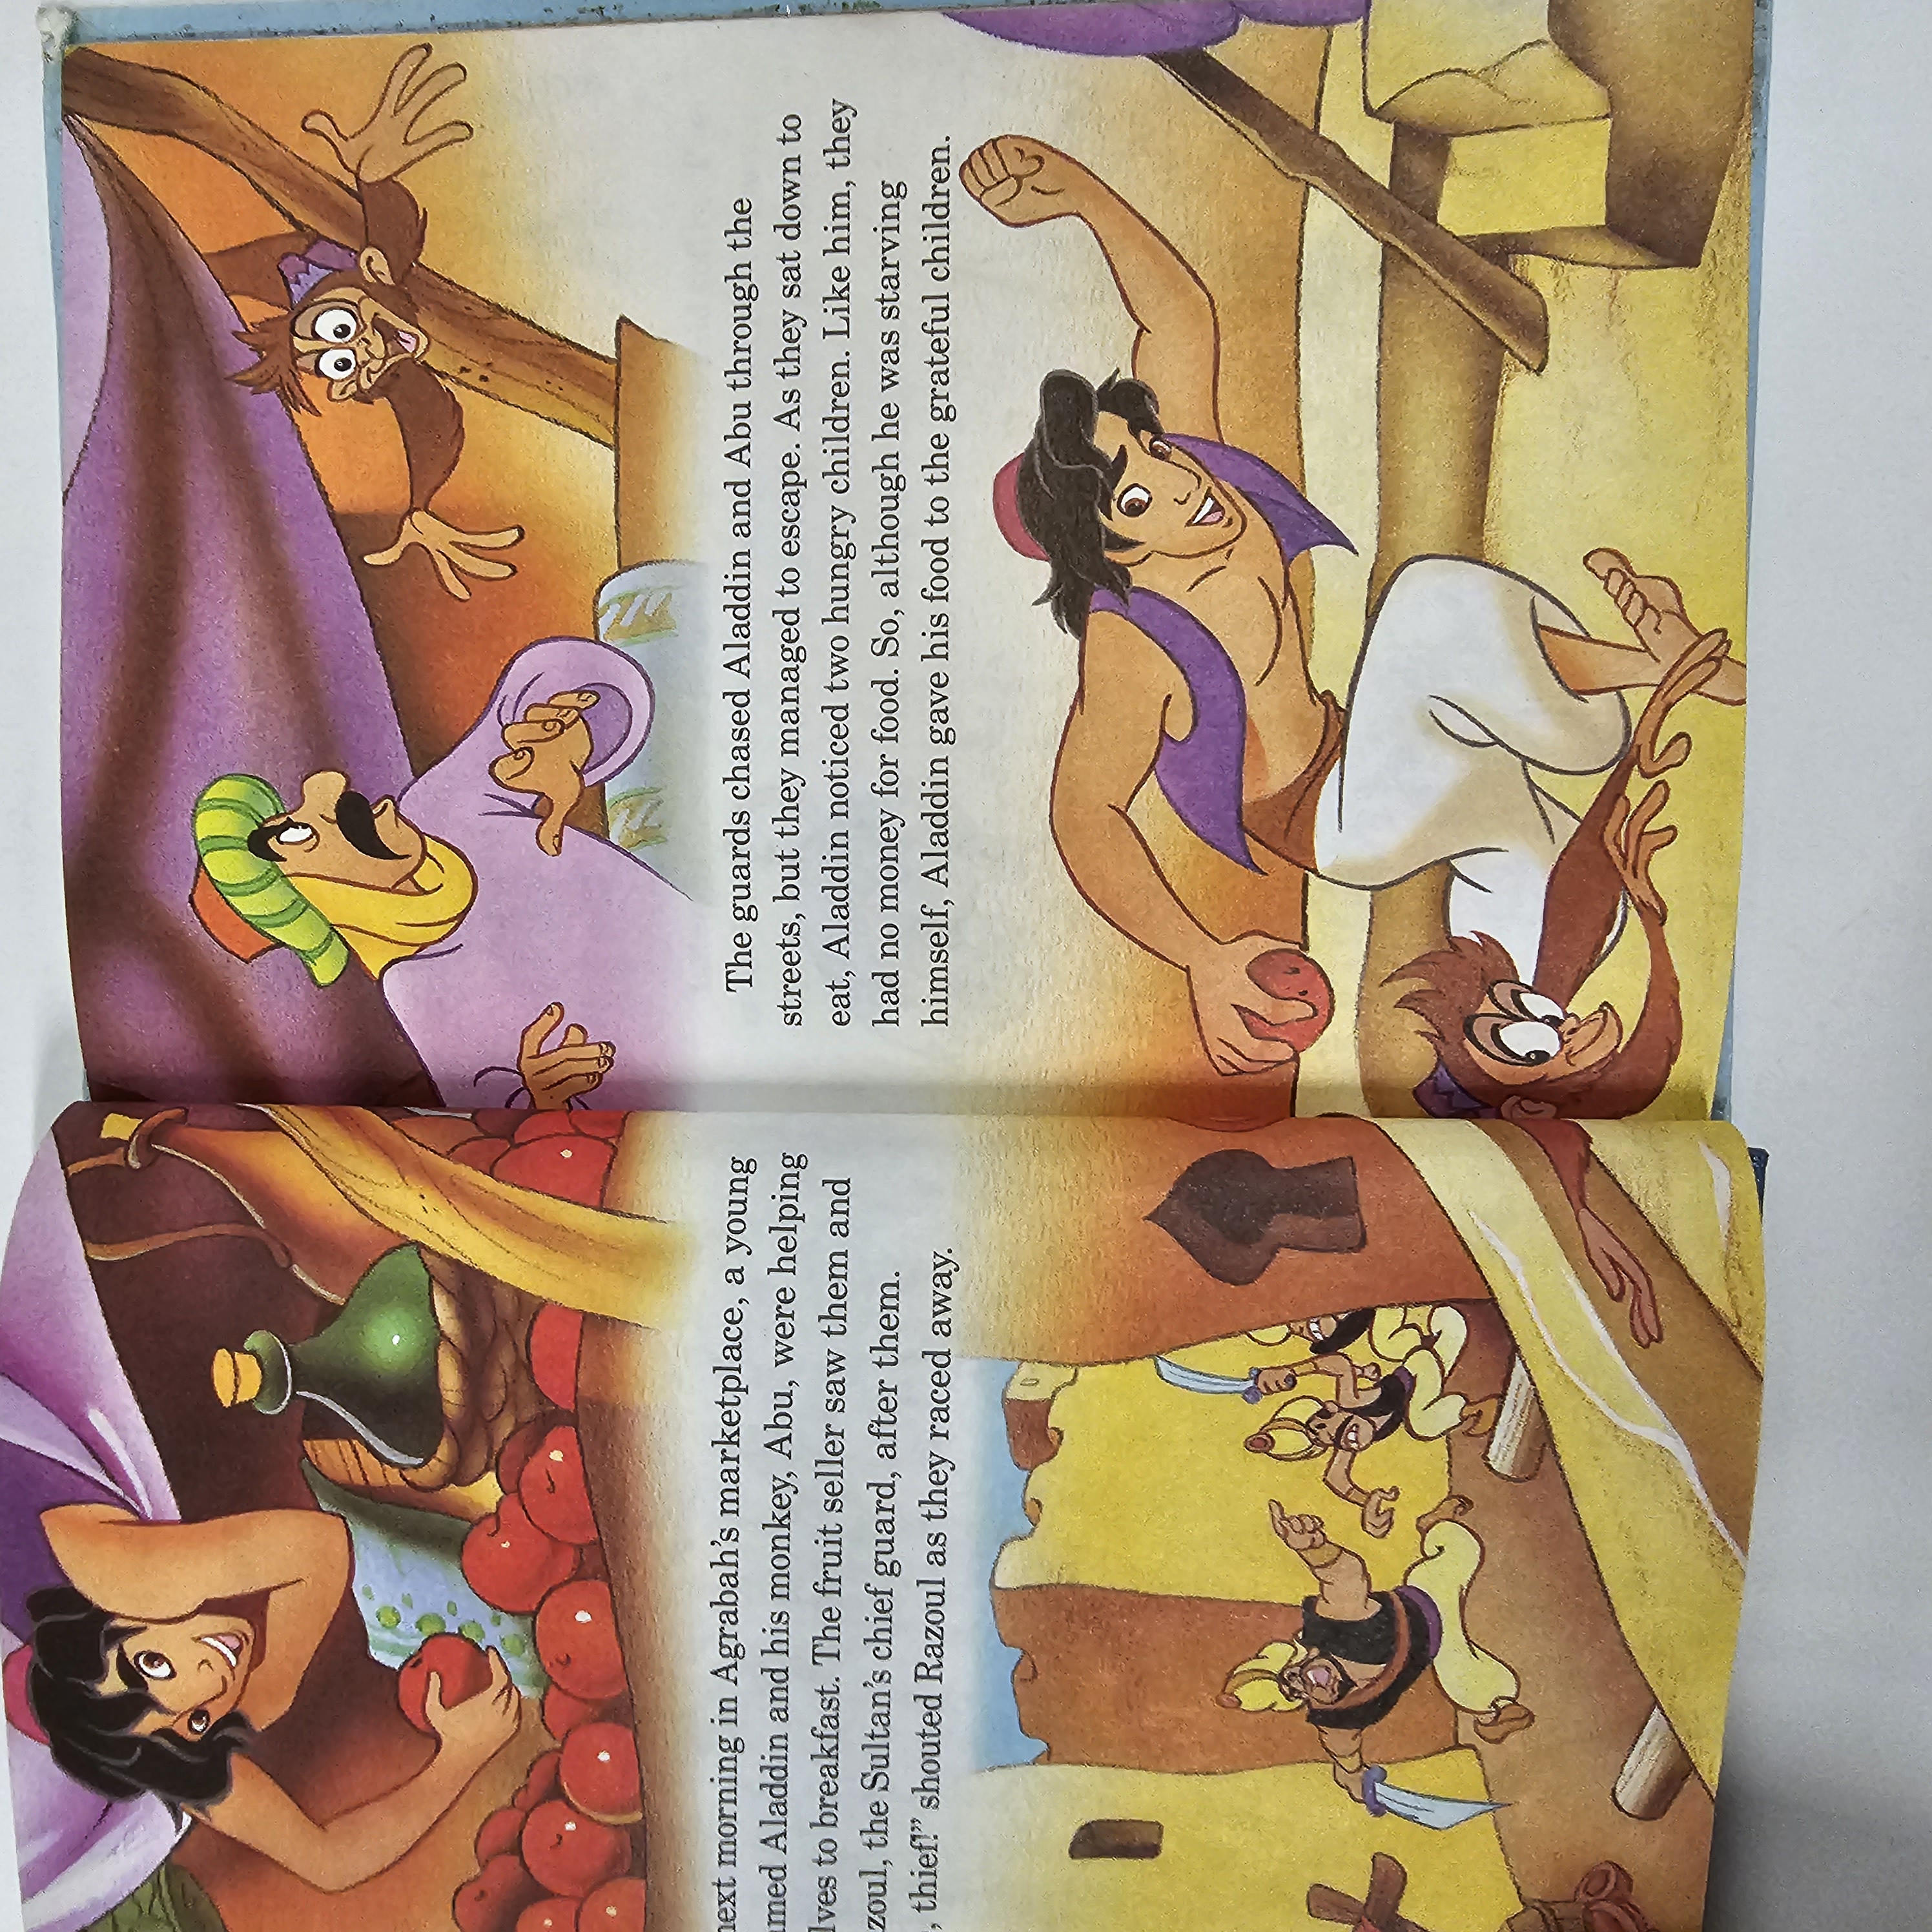 next morning in Agrabah's marketplace, a young
Aladdin and his monkey, Abu, were helping
to breakfast. The fruit seller saw them and
the Sultan's chief guard, after them.
thief!" shouted Razoul as they raced away.
The guards chased Aladdin and Abu through the
streets, but they managed to escape. As they sat down to
eat, Aladdin noticed two hungry children. Like him, they
had no money for food. So, although he was starving
himself, Aladdin gave his food to the grateful children.